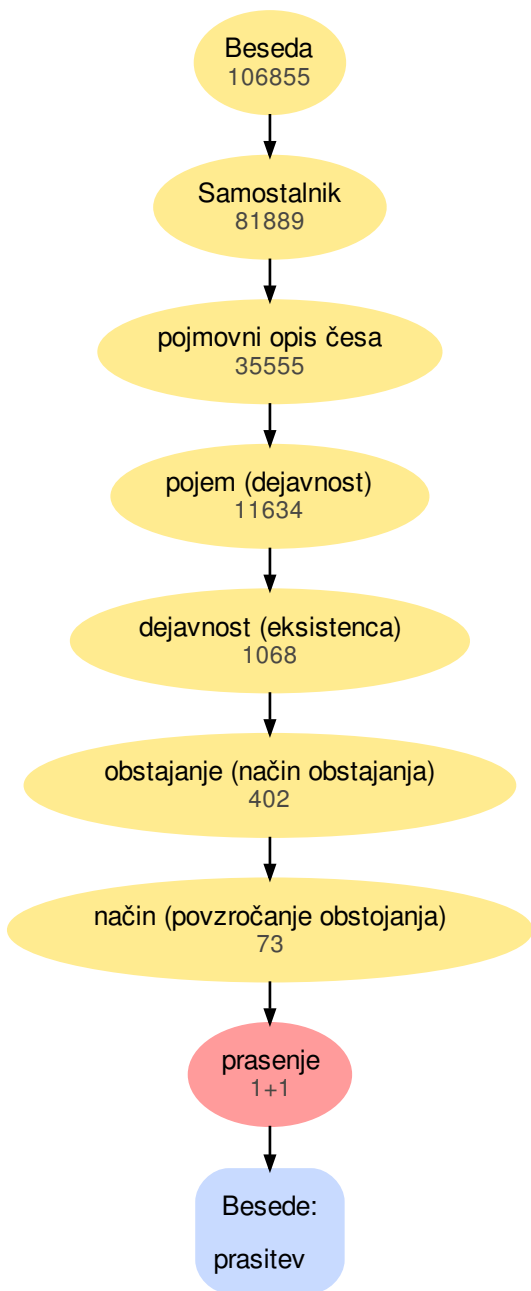 Beseda
106855
Samostalnik
81889
pojmovni opis česa
35555
pojem (dejavnost)
11634
dejavnost (eksistenca)
1068
obstajanje (način obstajanja)
402
način (povzročanje obstojanja)
73
prasenje
1+1
Besede:
prasitev